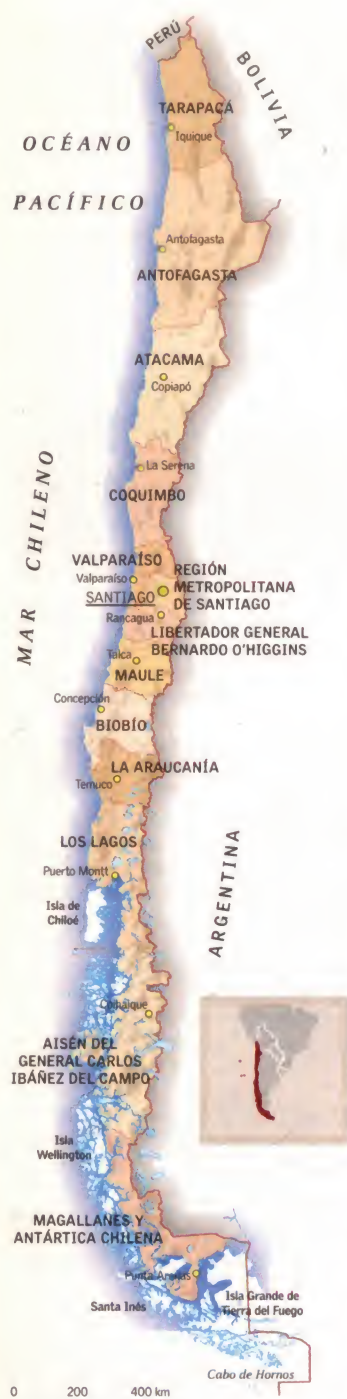 PERÚ
BOLIVIA
TARAPACÁ
Iquique
OCÉANO
PACÍFICO
Antofagasta
ANTOFAGASTA
ATACAMA
Copiapó
La Serena
COQUIMBO
MAR CHILENO
VALPARAÍSO
Valparaíso
SANTIAGO
REGIÓN
METROPOLITANA
DE SANTIAGO
Rancagua
LIBERTADOR GENERAL
BERNARDO O'HIGGINS
Talca
MAULE
Concepción
BIOBÍO
LA ARAUCANÍA
Temuco
LOS LAGOS
Puerto Montt
ARGENTINA
Isla de
Chiloé
Coihaique
AISÉN DEL
GENERAL CARLOS
IBÁÑEZ DEL CAMPO
Isla
Wellington
MAGALLANES Y
ANTÁRTICA CHILENA
Punta Arenas
Santa Inés
Isla Grande de
Tierra del Fuego
Cabo de Hornos
0 200 400 km